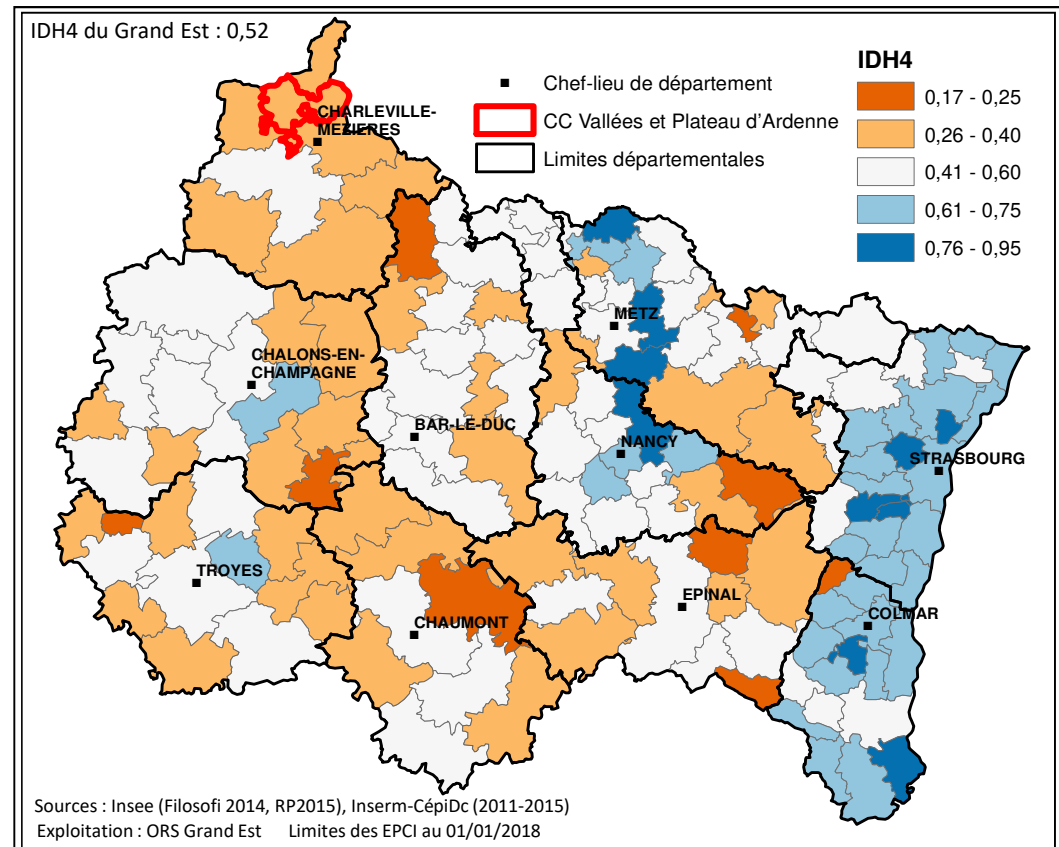 IDH4 du Grand Est : 0,52
IDH4
0,17 - 0,25
0,26 - 0,40
0,41 - 0,60
0,61 - 0,75
0,76 - 0,95
Chef-lieu de département
CC Vallées et Plateau d'Ardenne
Limites départementales
CHARLEVILLE-
MEZIERES
METZ
CHALONS-EN-
CHAMPAGNE
BAR-LE-DUC
NANCY
STRASBOURG
TROYES
EPINAL
CHAUMONT
COLMAR
Sources : Insee (Filosofi 2014, RP2015), Inserm-CépiDc (2011-2015)
Exploitation : ORS Grand Est Limites des EPCI au 01/01/2018